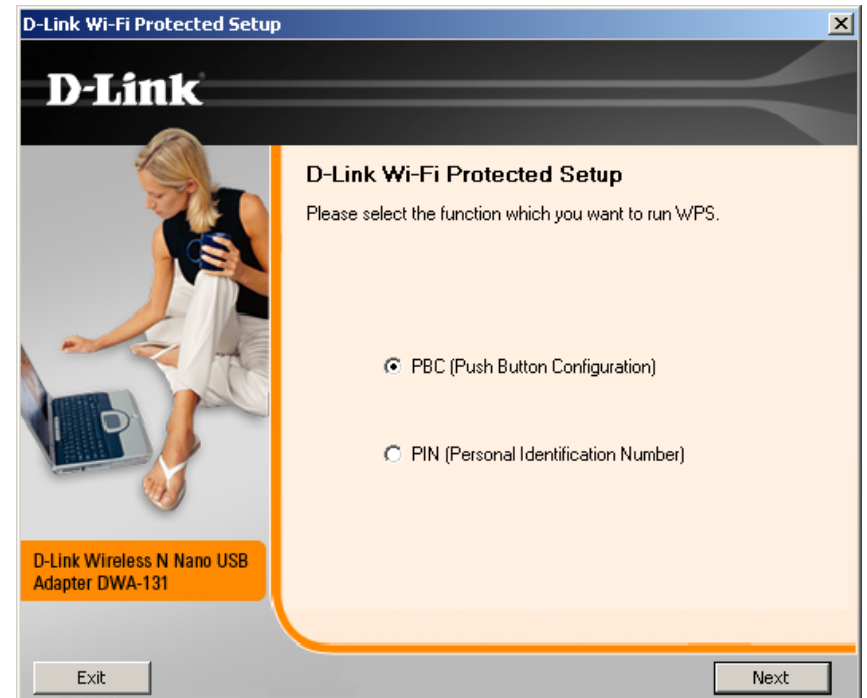 D-Link Wi-Fi Protected Setup
D-Link
D-Link Wi-Fi Protected Setup
Please select the function which you want to run WPS.
PBC (Push Button Configuration)
PIN (Personal Identification Number)
D-Link Wireless N Nano USB
Adapter DWA-131
Exit
Next